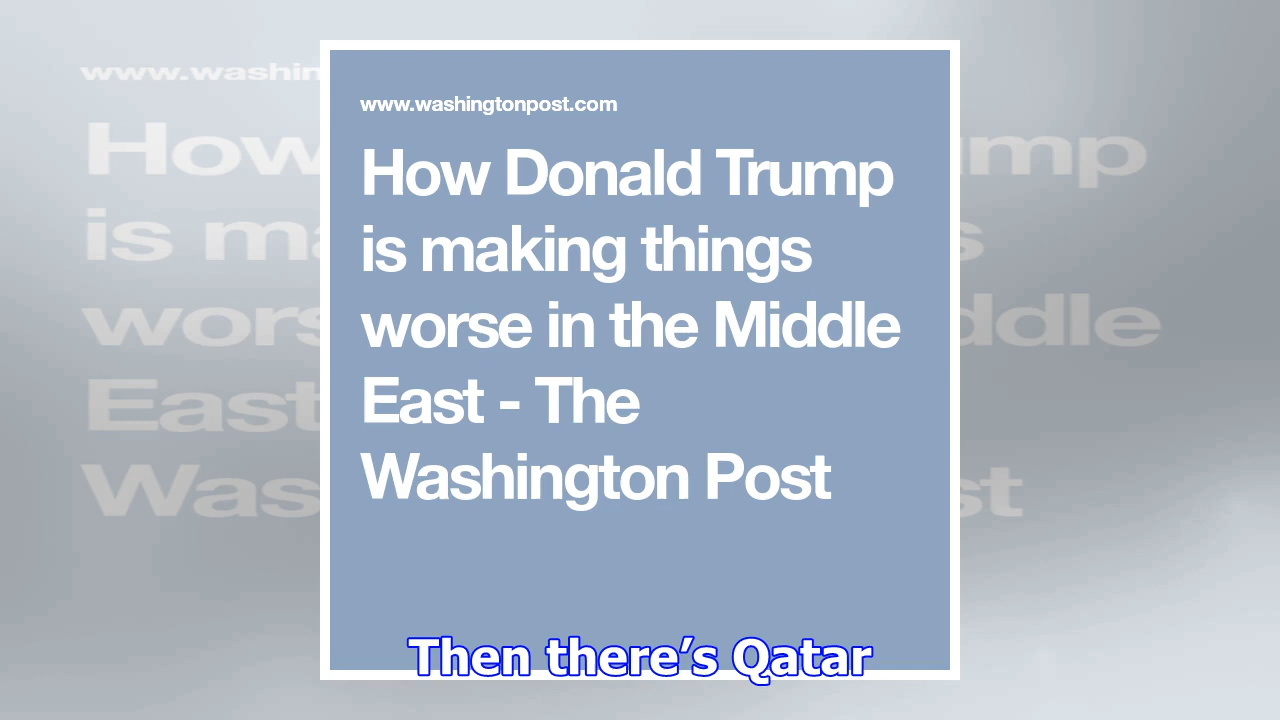 www.washingtonpost.com
How Donald Trump
is making things
worse in the Middle
East - The
Washington Post
Then there's Qatar